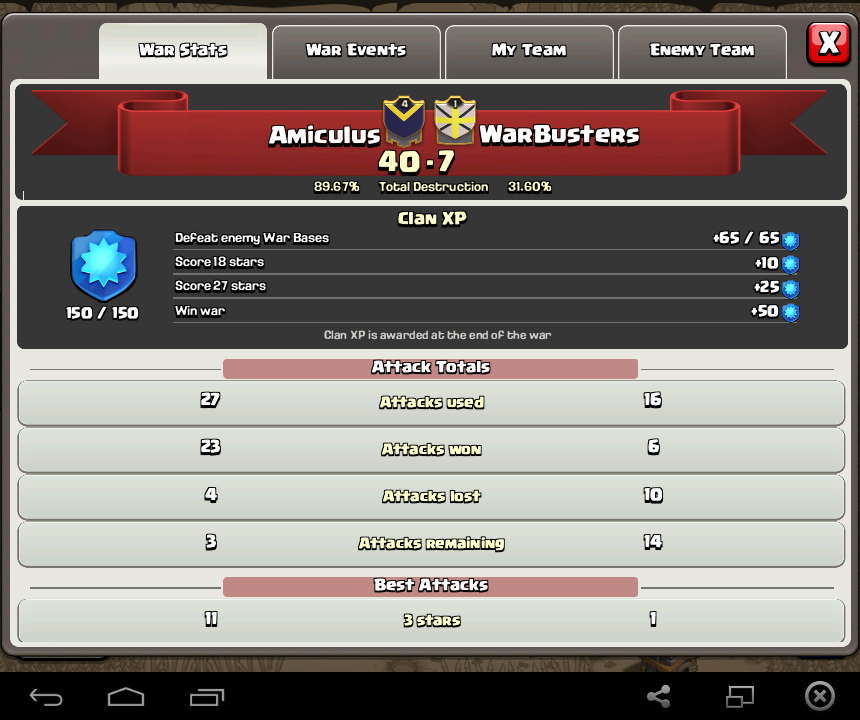 War Stats
War Events
My Team
Enemy Team
X
4
1
Amiculus
WarBusters
40 - 7
89.67% Total Destruction 31.60%
Clan XP
Defeat enemy War Bases +65 / 65
Score 18 stars +10
Score 27 stars +25
Win war +50
150 / 150
Clan XP is awarded at the end of the war
Attack Totals
27 Attacks used 16
23 Attacks won 6
4 Attacks lost 10
3 Attacks remaining 14
Best Attacks
11 3 stars 1